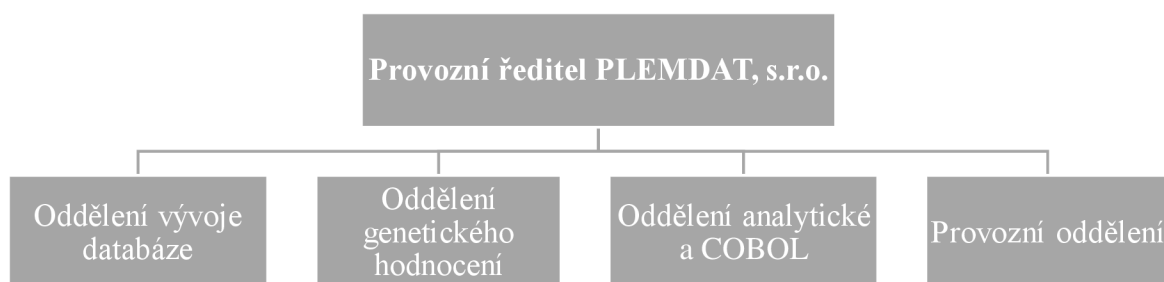 Provozní ředitel PLEMDAT, s.r.o.
Oddělení vývoje
databáze
Oddělení
genetického
hodnocení
Oddělení analytické
a COBOL
Provozní oddělení